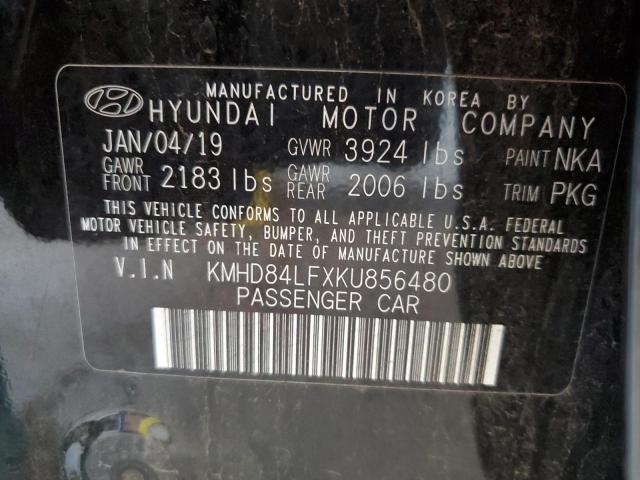 MANUFACTURED IN KOREA BY
HYUNDAI MOTOR COMPANY
JAN/04/19 GVWR 3924 lbs PAINT NKA
GAWR FRONT 2183 lbs GAWR REAR 2006 lbs TRIM PKG
THIS VEHICLE CONFORMS TO ALL APPLICABLE U.S.A. FEDERAL
MOTOR VEHICLE SAFETY, BUMPER, AND THEFT PREVENTION STANDARDS
IN EFFECT ON THE DATE OF MANUFACTURE SHOWN ABOVE.
V.I.N KMHD84LFXKU856480
PASSENGER CAR